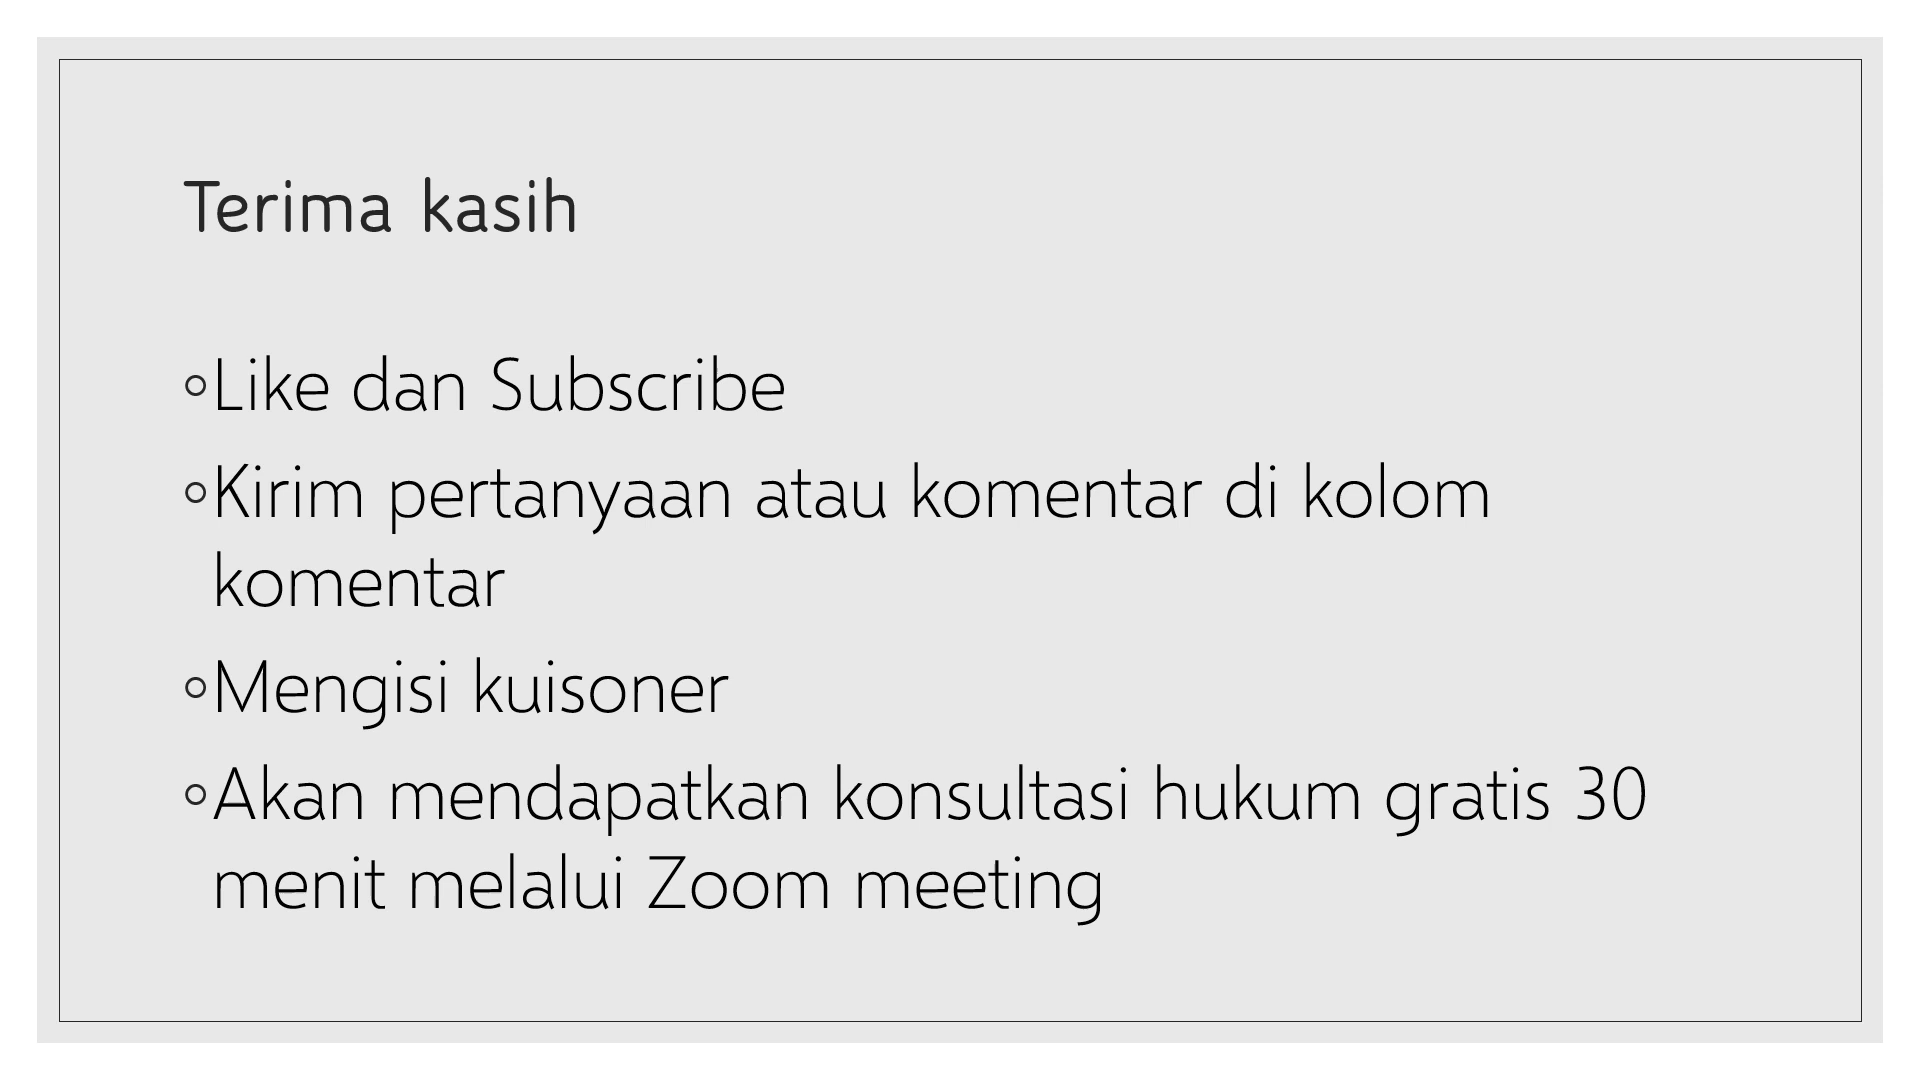 Terima kasih
◦Like dan Subscribe
◦Kirim pertanyaan atau komentar di kolom
komentar
◦Mengisi kuisoner
◦Akan mendapatkan konsultasi hukum gratis 30
menit melalui Zoom meeting